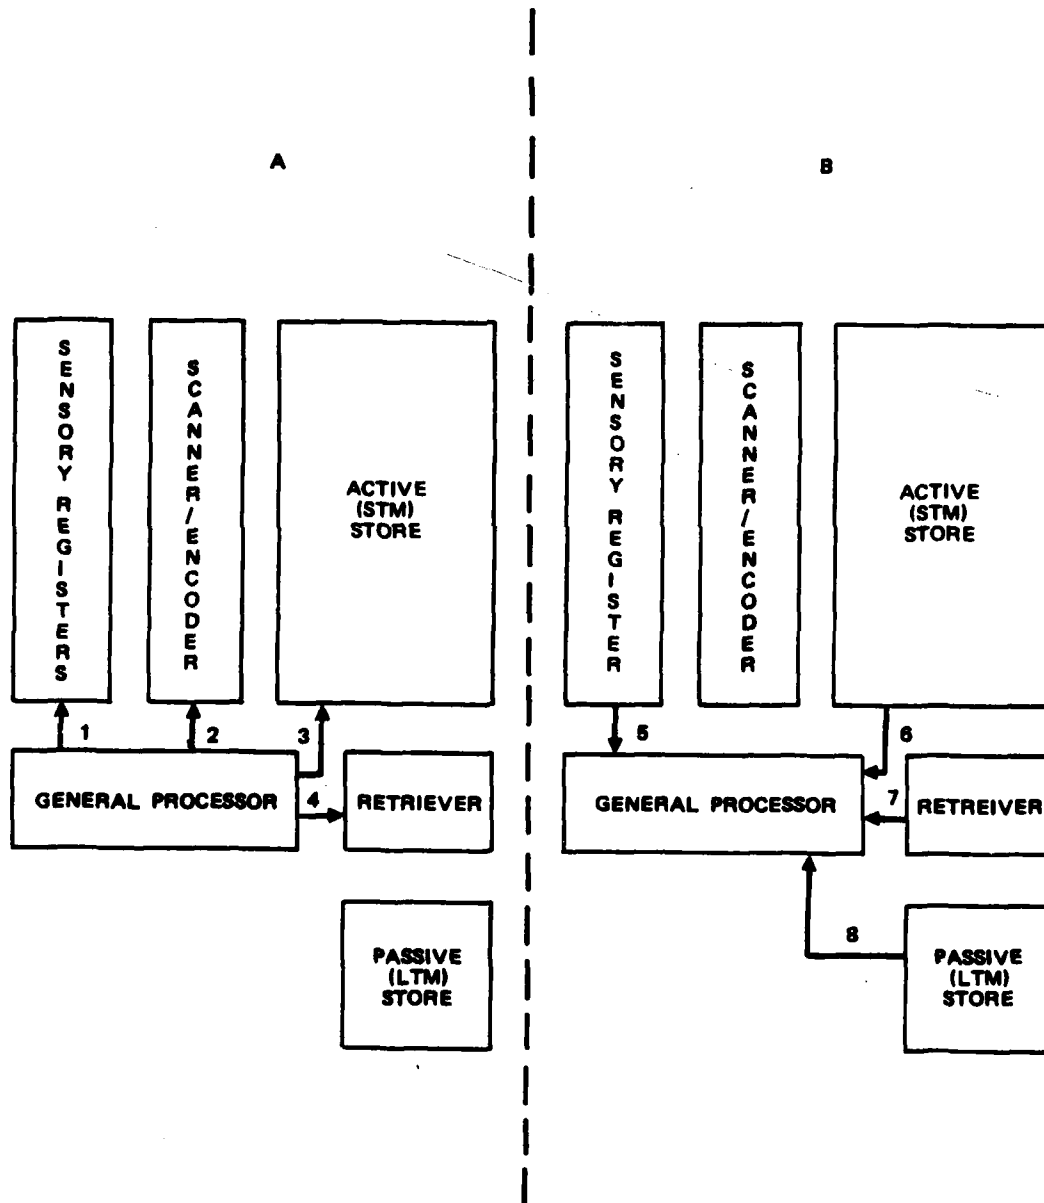 A
SENSORY REGISTERS
SCANNER/ENCODER
ACTIVE
(STM)
STORE
1
2
3
GENERAL PROCESSOR
4
RETRIEVER
PASSIVE
(LTM)
STORE
B
SENSORY REGISTER
SCANNER/ENCODER
ACTIVE
(STM)
STORE
5
6
GENERAL PROCESSOR
7
RETREIVER
8
PASSIVE
(LTM)
STORE